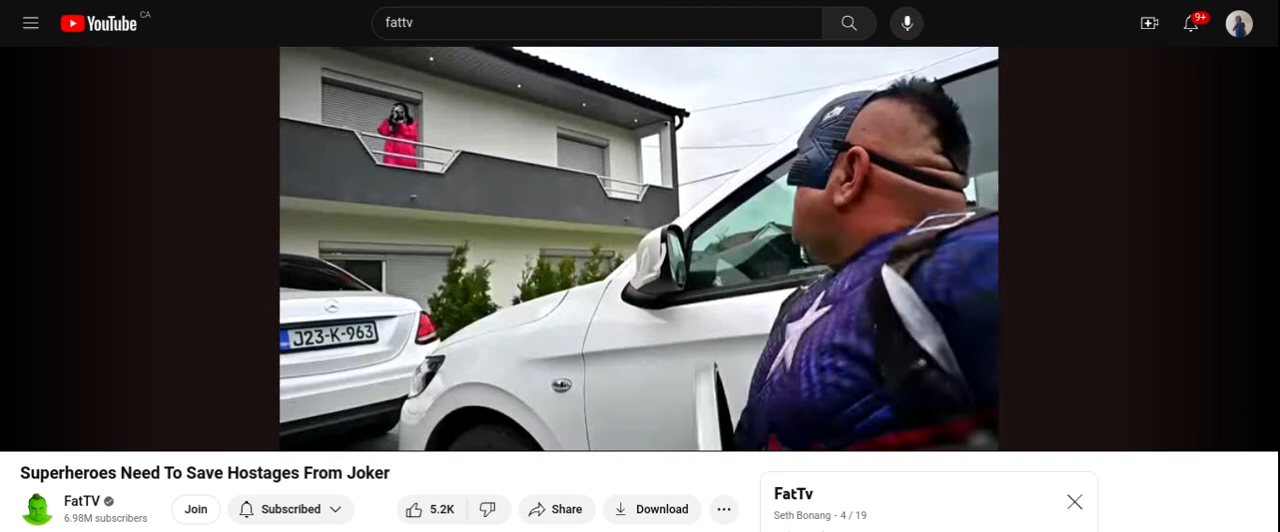 YouTube CA
fattv
9+
J23-K-963
Superheroes Need To Save Hostages From Joker
FatTV
6.98M subscribers
Join
Subscribed
5.2K
Share
Download
FatTv
Seth Bonang - 4 / 19